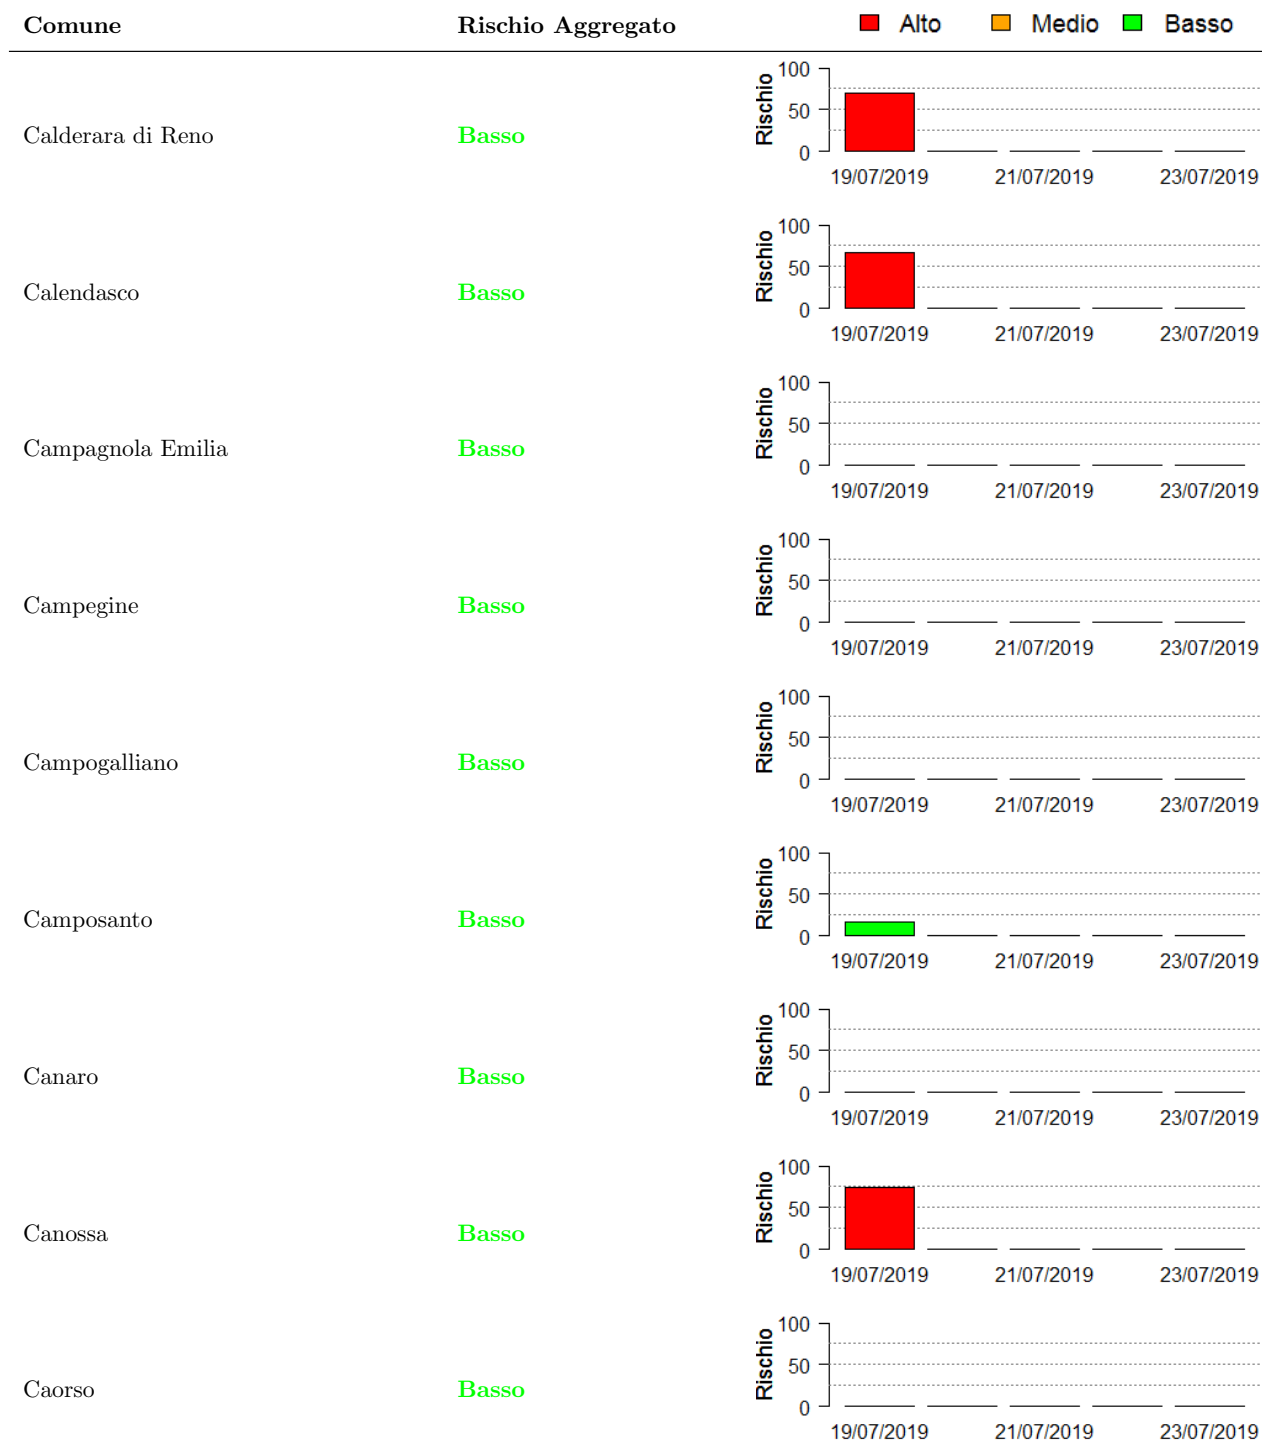 Comune Rischio Aggregato Alto Medio Basso
Calderara di Reno Basso Rischio 100 50 0
19/07/2019 21/07/2019 23/07/2019
Calendasco Basso Rischio 100 50 0
19/07/2019 21/07/2019 23/07/2019
Campagnola Emilia Basso Rischio 100 50 0
19/07/2019 21/07/2019 23/07/2019
Campegine Basso Rischio 100 50 0
19/07/2019 21/07/2019 23/07/2019
Campogalliano Basso Rischio 100 50 0
19/07/2019 21/07/2019 23/07/2019
Camposanto Basso Rischio 100 50 0
19/07/2019 21/07/2019 23/07/2019
Canaro Basso Rischio 100 50 0
19/07/2019 21/07/2019 23/07/2019
Canossa Basso Rischio 100 50 0
19/07/2019 21/07/2019 23/07/2019
Caorso Basso Rischio 100 50 0
19/07/2019 21/07/2019 23/07/2019